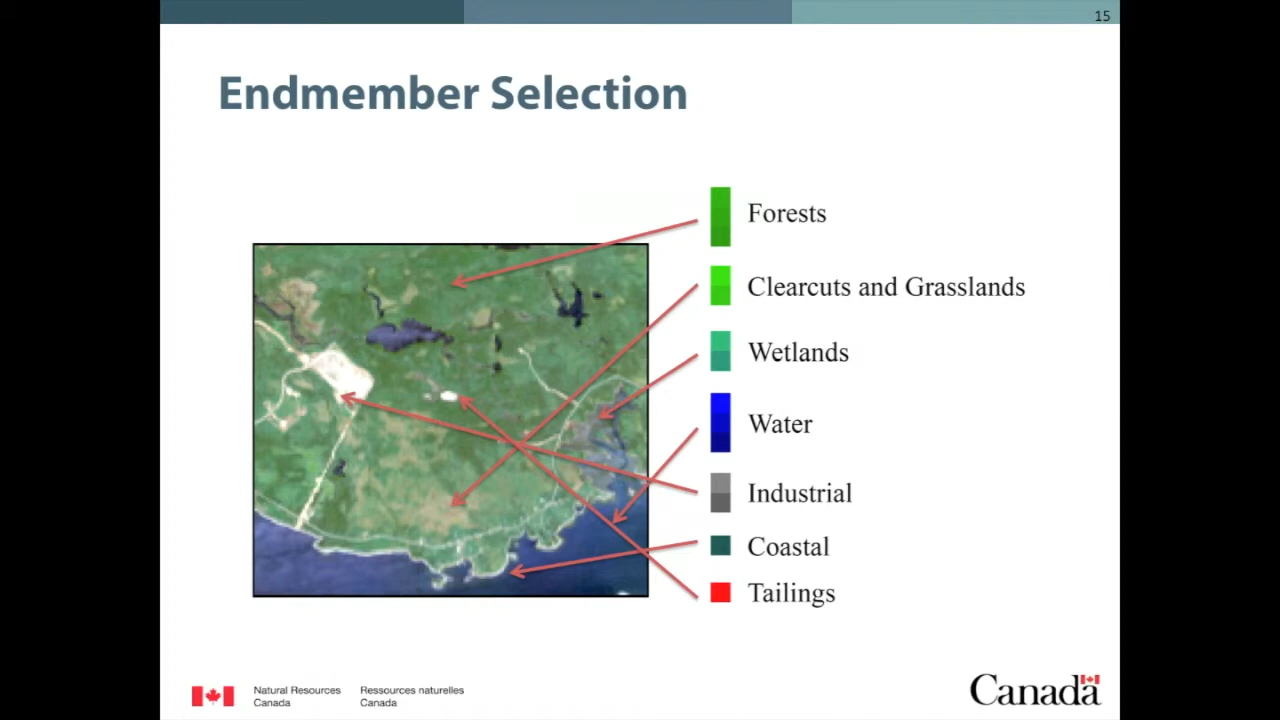 15
Endmember Selection
Forests
Clearcuts and Grasslands
Wetlands
Water
Industrial
Coastal
Tailings
Natural Resources
Canada
Ressources naturelles
Canada
Canada